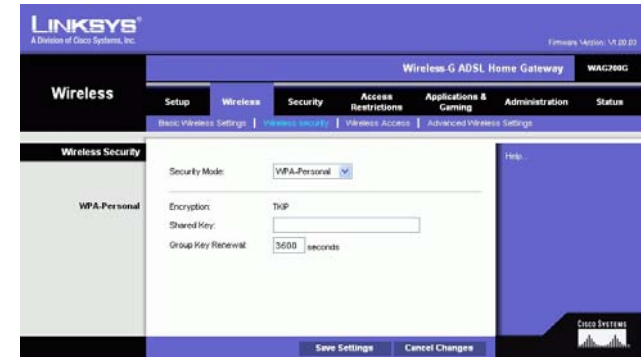 LINKSYS®
A Division of Cisco Systems, Inc.
Firmware Version: V1.00.03
Wireless-G ADSL Home Gateway
WAG200G
Wireless
Setup
Wireless
Security
Access Restrictions
Applications & Gaming
Administration
Status
Basic Wireless Settings
Wireless Security
Wireless Access
Advanced Wireless Settings
Wireless Security
Security Mode:
WPA-Personal
Help...
WPA-Personal
Encryption:
TKIP
Shared Key:
Group Key Renewal:
3600 seconds
CISCO SYSTEMS
Save Settings
Cancel Changes